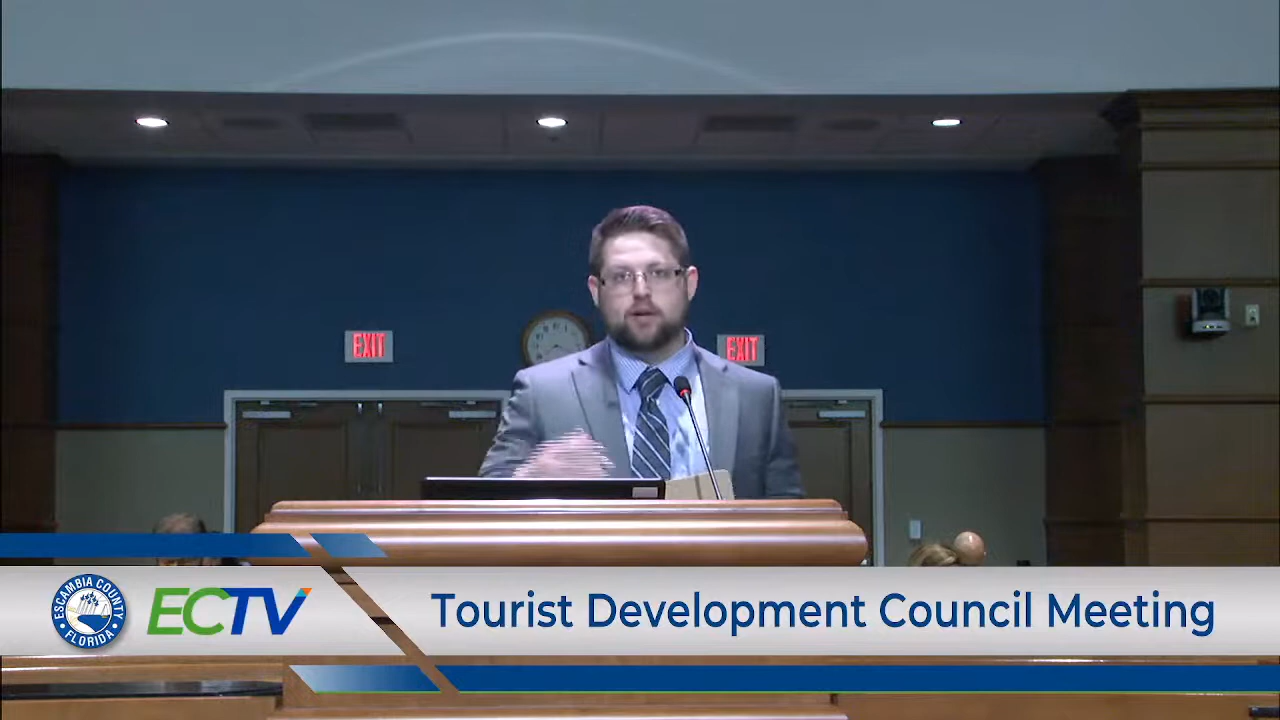 EXIT
EXIT
ESCAMBIA COUNTY
FLORIDA
ECTV
Tourist Development Council Meeting